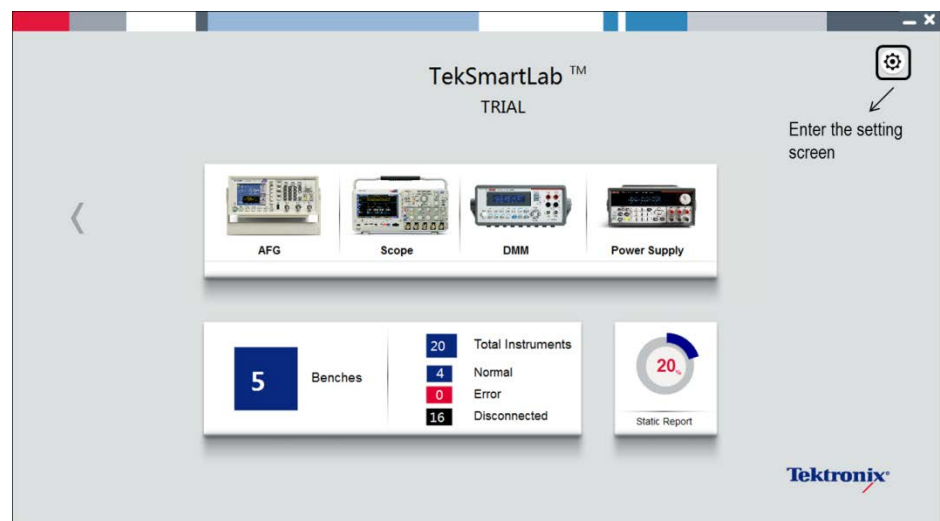 TekSmartLab ™
TRIAL
Enter the setting
screen
AFG
Scope
DMM
Power Supply
5
Benches
20
Total Instruments
4
Normal
0
Error
16
Disconnected
20%
Static Report
Tektronix®